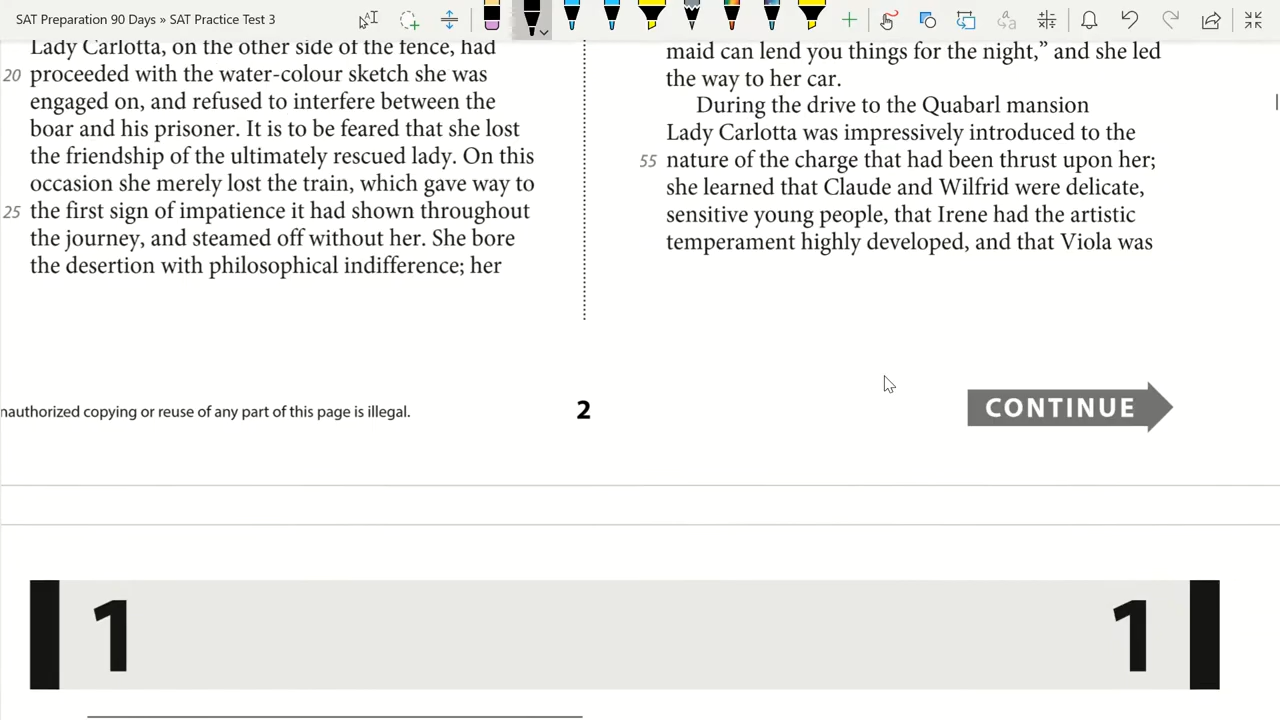 SAT Preparation 90 Days » SAT Practice Test 3
Lady Carlotta, on the other side of the fence, had
20 proceeded with the water-colour sketch she was
engaged on, and refused to interfere between the
boar and his prisoner. It is to be feared that she lost
the friendship of the ultimately rescued lady. On this
occasion she merely lost the train, which gave way to
25 the first sign of impatience it had shown throughout
the journey, and steamed off without her. She bore
the desertion with philosophical indifference; her
maid can lend you things for the night,” and she led
the way to her car.
During the drive to the Quabarl mansion
Lady Carlotta was impressively introduced to the
55 nature of the charge that had been thrust upon her;
she learned that Claude and Wilfrid were delicate,
sensitive young people, that Irene had the artistic
temperament highly developed, and that Viola was
nauthorized copying or reuse of any part of this page is illegal.
2
CONTINUE
1
1